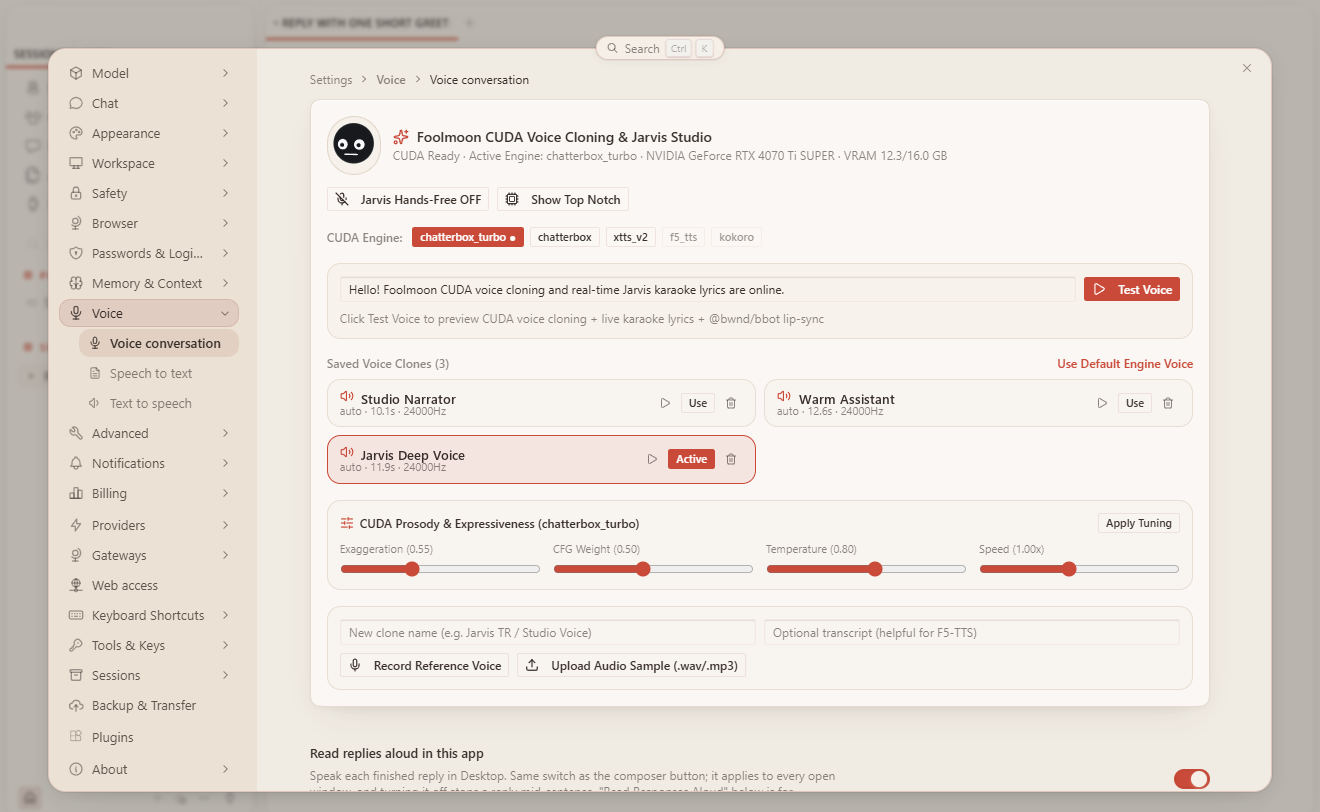 REPLY WITH ONE SHORT GREET
Search Ctrl K
Model
Chat
Appearance
Workspace
Safety
Browser
Passwords & Logi...
Memory & Context
Voice
Voice conversation
Speech to text
Text to speech
Advanced
Notifications
Billing
Providers
Gateways
Web access
Keyboard Shortcuts
Tools & Keys
Sessions
Backup & Transfer
Plugins
About
Settings > Voice > Voice conversation
Foolmoon CUDA Voice Cloning & Jarvis Studio
CUDA Ready · Active Engine: chatterbox_turbo · NVIDIA GeForce RTX 4070 Ti SUPER · VRAM 12.3/16.0 GB
Jarvis Hands-Free OFF Show Top Notch
CUDA Engine: chatterbox_turbo ● chatterbox xtts_v2 f5_tts kokoro
Hello! Foolmoon CUDA voice cloning and real-time Jarvis karaoke lyrics are online. Test Voice
Click Test Voice to preview CUDA voice cloning + live karaoke lyrics + @bwnd/bbot lip-sync
Saved Voice Clones (3) Use Default Engine Voice
Studio Narrator Use
auto · 10.1s · 24000Hz
Warm Assistant Use
auto · 12.6s · 24000Hz
Jarvis Deep Voice Active
auto · 11.9s · 24000Hz
CUDA Prosody & Expressiveness (chatterbox_turbo) Apply Tuning
Exaggeration (0.55) CFG Weight (0.50) Temperature (0.80) Speed (1.00x)
New clone name (e.g. Jarvis TR / Studio Voice) Optional transcript (helpful for F5-TTS)
Record Reference Voice Upload Audio Sample (.wav/.mp3)
Read replies aloud in this app
Speak each finished reply in Desktop. Same switch as the composer button; it applies to every open